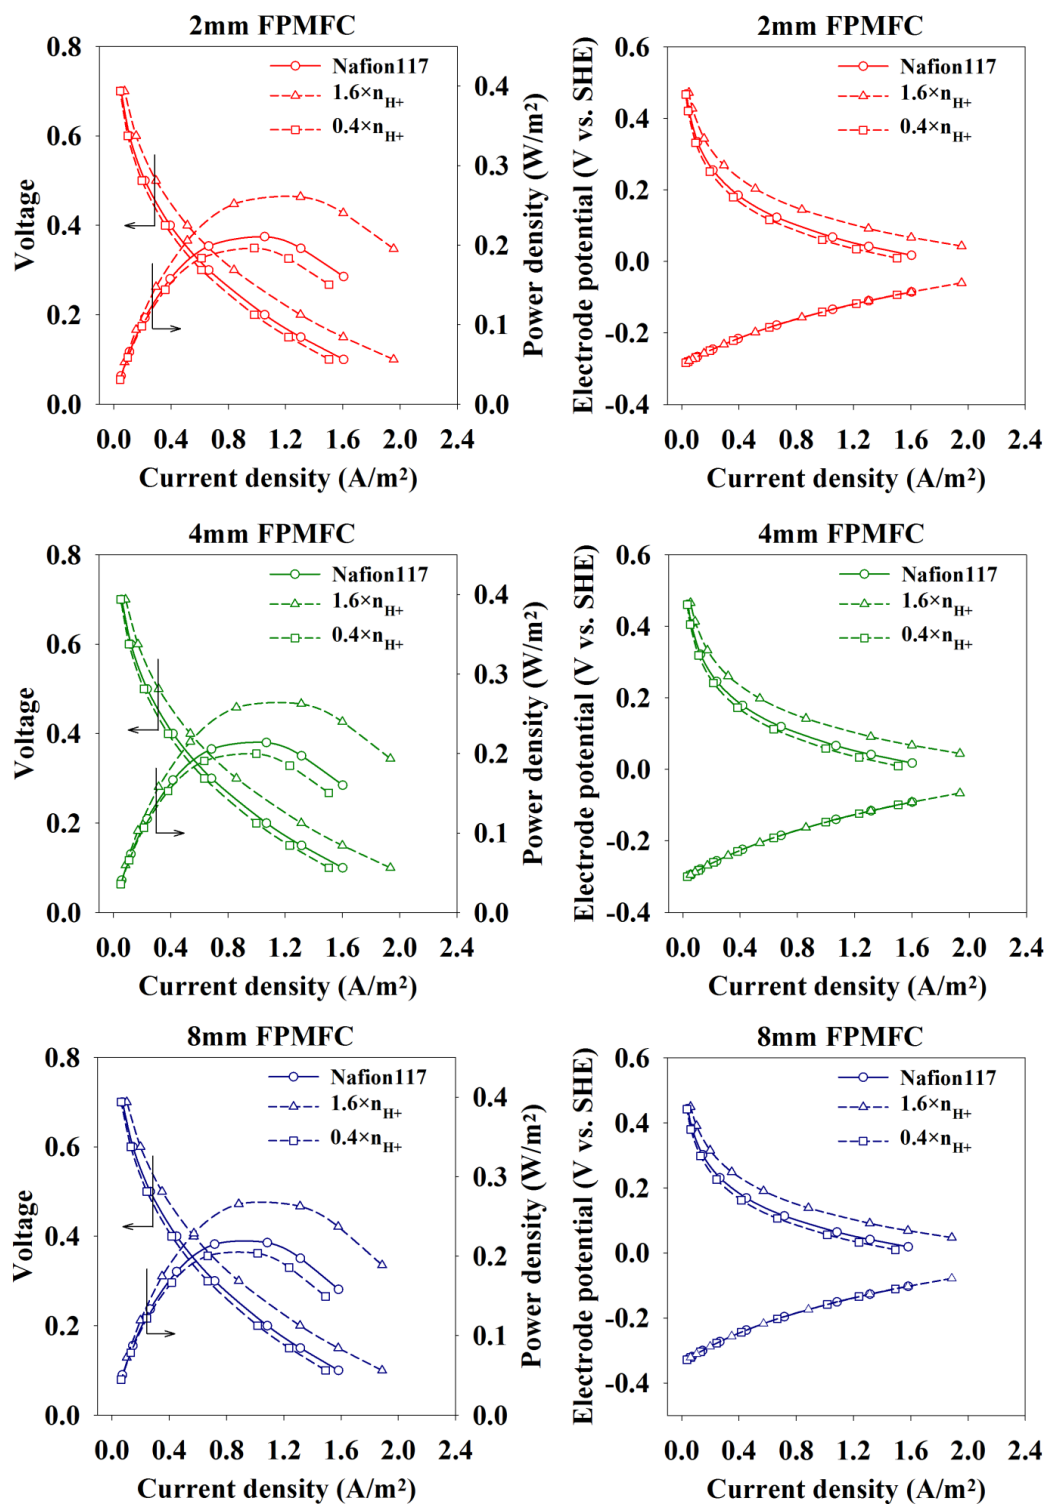 2mm FPMFC
0.8
0.6
0.4
0.2
0.0
Voltage
Nafion117
1.6×nH+
0.4×nH+
0.4
0.3
0.2
0.1
0.0
Power density (W/m2)
0.0 0.4 0.8 1.2 1.6 2.0 2.4
Current density (A/m2)
2mm FPMFC
0.6
0.4
0.2
0.0
-0.2
-0.4
Electrode potential (V vs. SHE)
Nafion117
1.6×nH+
0.4×nH+
0.0 0.4 0.8 1.2 1.6 2.0 2.4
Current density (A/m2)
4mm FPMFC
0.8
0.6
0.4
0.2
0.0
Voltage
Nafion117
1.6×nH+
0.4×nH+
0.4
0.3
0.2
0.1
0.0
Power density (W/m2)
0.0 0.4 0.8 1.2 1.6 2.0 2.4
Current density (A/m2)
4mm FPMFC
0.6
0.4
0.2
0.0
-0.2
-0.4
Electrode potential (V vs. SHE)
Nafion117
1.6×nH+
0.4×nH+
0.0 0.4 0.8 1.2 1.6 2.0 2.4
Current density (A/m2)
8mm FPMFC
0.8
0.6
0.4
0.2
0.0
Voltage
Nafion117
1.6×nH+
0.4×nH+
0.4
0.3
0.2
0.1
0.0
Power density (W/m2)
0.0 0.4 0.8 1.2 1.6 2.0 2.4
Current density (A/m2)
8mm FPMFC
0.6
0.4
0.2
0.0
-0.2
-0.4
Electrode potential (V vs. SHE)
Nafion117
1.6×nH+
0.4×nH+
0.0 0.4 0.8 1.2 1.6 2.0 2.4
Current density (A/m2)